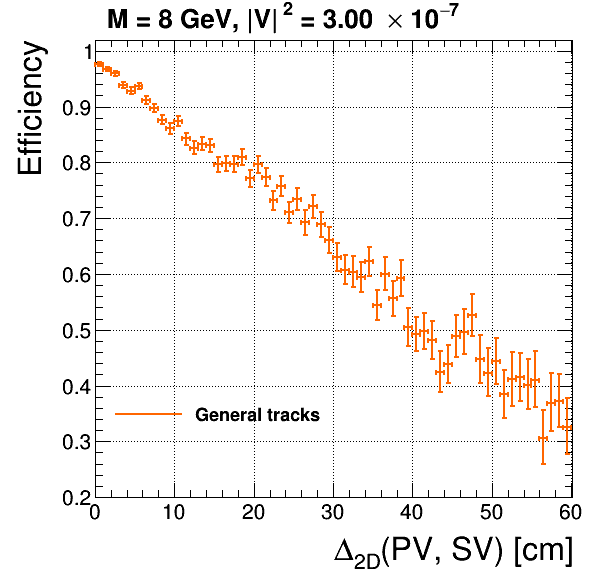 M = 8 GeV, |V|² = 3.00 × 10⁻⁷
Efficiency
1
0.9
0.8
0.7
0.6
0.5
0.4
0.3
0.2
General tracks
0 10 20 30 40 50 60
Δ2D(PV, SV) [cm]